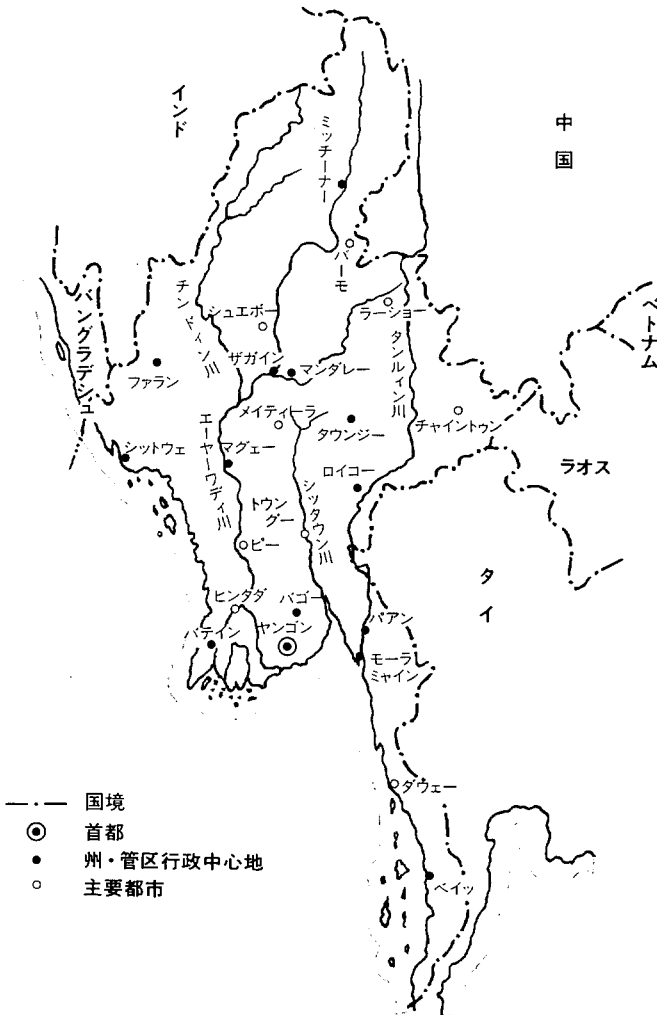 インド
中国
ミッチーナー
バーモ
チンドィン川
シュエボー
ラーショー
ベトナム
バングラデシュ
ザガイン
マンダレー
タンルィン川
ファラン
メイティーラ
チャイントゥン
エーヤーワディ川
マグェー
タウンジー
シットウェ
ロイコー
ラオス
シッタウン川
トウン
グー
ピー
タイ
ヒンタダ
バゴー
パアン
パテイン
ヤンゴン
モーラ
ミャイン
ダウェー
ベイッ
国境
首都
州・管区行政中心地
主要都市